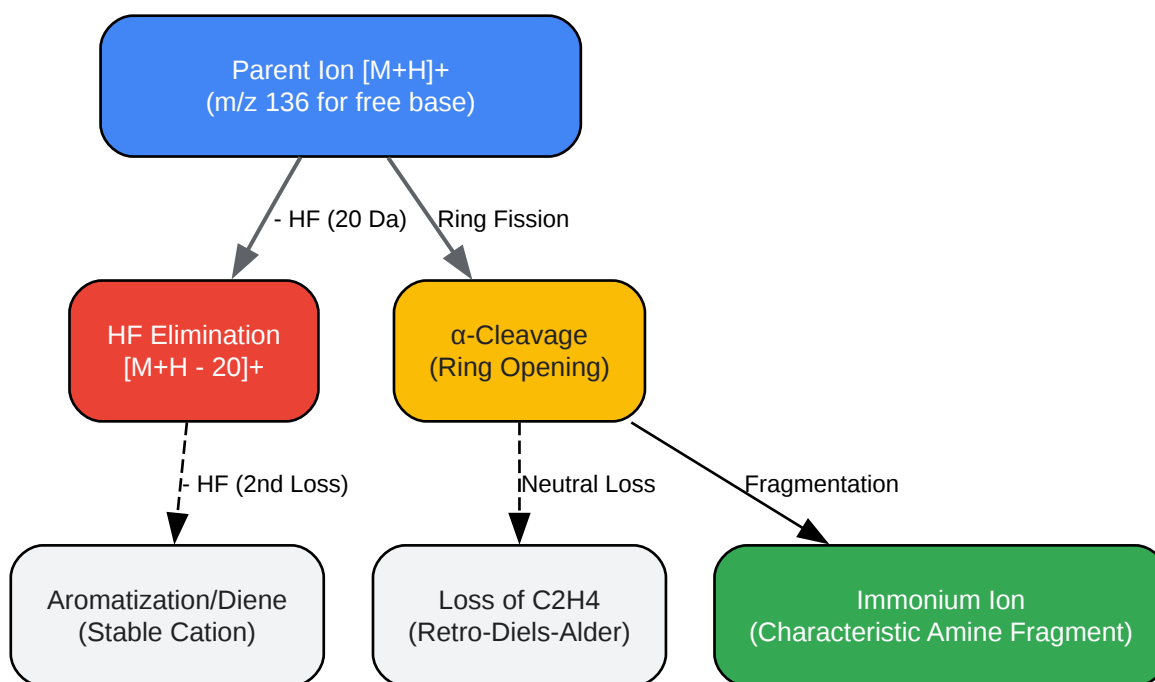 Parent Ion [M+H]+
(m/z 136 for free base)
- HF (20 Da)
Ring Fission
HF Elimination
[M+H - 20]+
α-Cleavage
(Ring Opening)
- HF (2nd Loss)
Neutral Loss
Fragmentation
Aromatization/Diene
(Stable Cation)
Loss of C2H4
(Retro-Diels-Alder)
Immonium Ion
(Characteristic Amine Fragment)